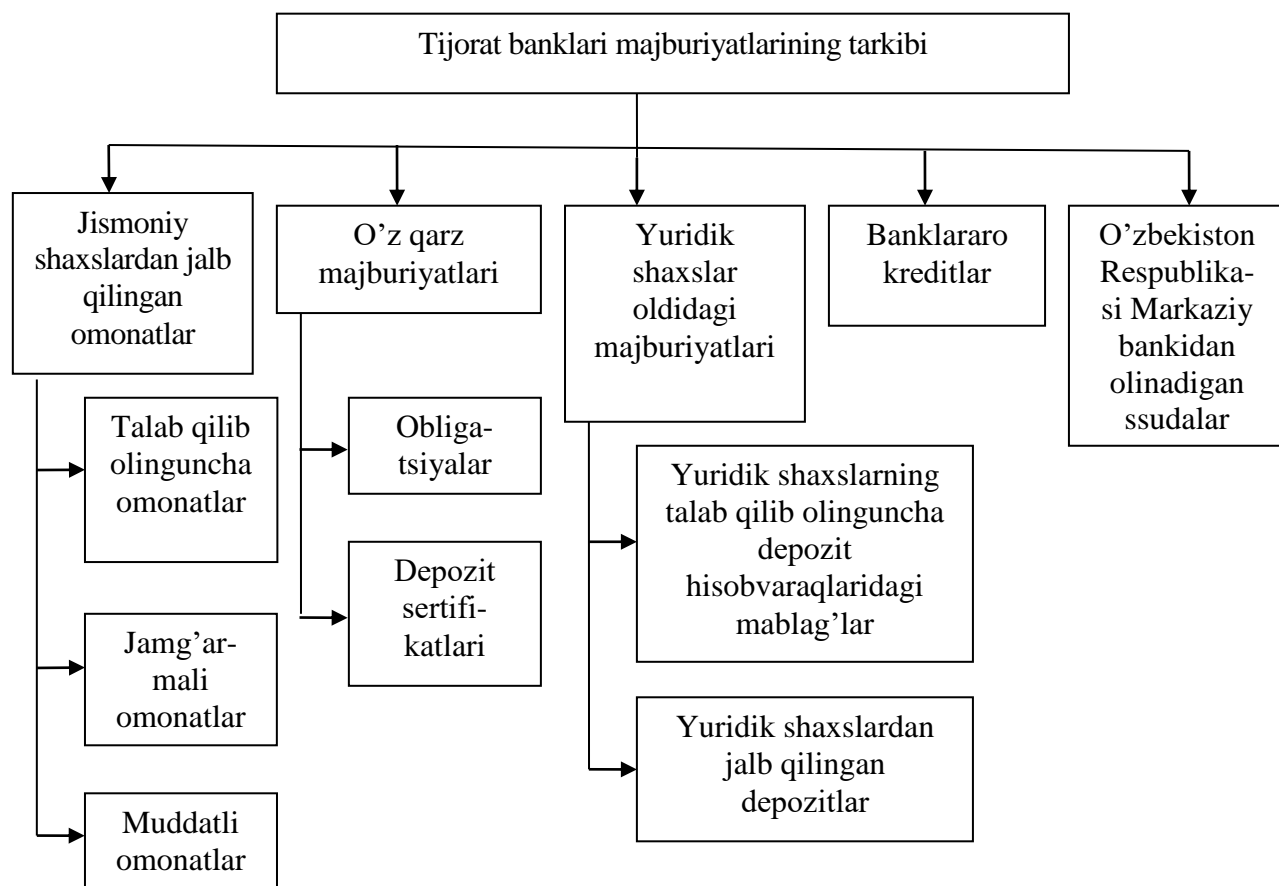 Tijorat banklari majburiyatlarining tarkibi
Jismoniy
shaxslardan jalb
qilingan
omonatlar
O’z qarz
majburiyatlari
Yuridik
shaxslar
oldidagi
majburiyatlari
Banklararo
kreditlar
O’zbekiston
Respublika-
si Markaziy
bankidan
olinadigan
ssudalar
Talab qilib
olinguncha
omonatlar
Jamg’ar-
mali
omonatlar
Muddatli
omonatlar
Obliga-
tsiyalar
Depozit
sertifi-
katlari
Yuridik shaxslarning
talab qilib olinguncha
depozit
hisobvaraqlaridagi
mablag’lar
Yuridik shaxslardan
jalb qilingan
depozitlar